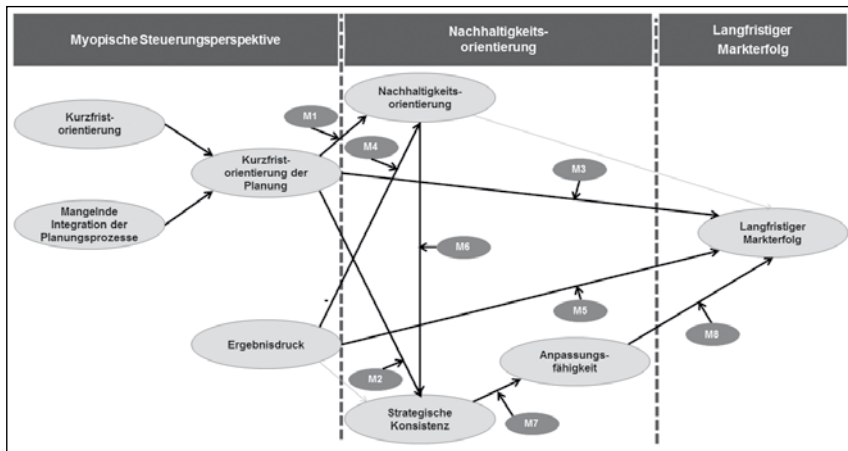 Myopische Steuerungsperspektive
Nachhaltigkeits-
orientierung
Langfristiger
Markterfolg
Nachhaltigkeits-
orientierung
Kurzfrist-
orientierung
M1
M4
Kurzfrist-
orientierung der
Planung
M3
Mangelnde
Integration der
Planungsprozesse
Langfristiger
Markterfolg
M6
M5
M8
Ergebnisdruck
Anpassungs-
fähigkeit
M2
Strategische
Konsistenz
M7